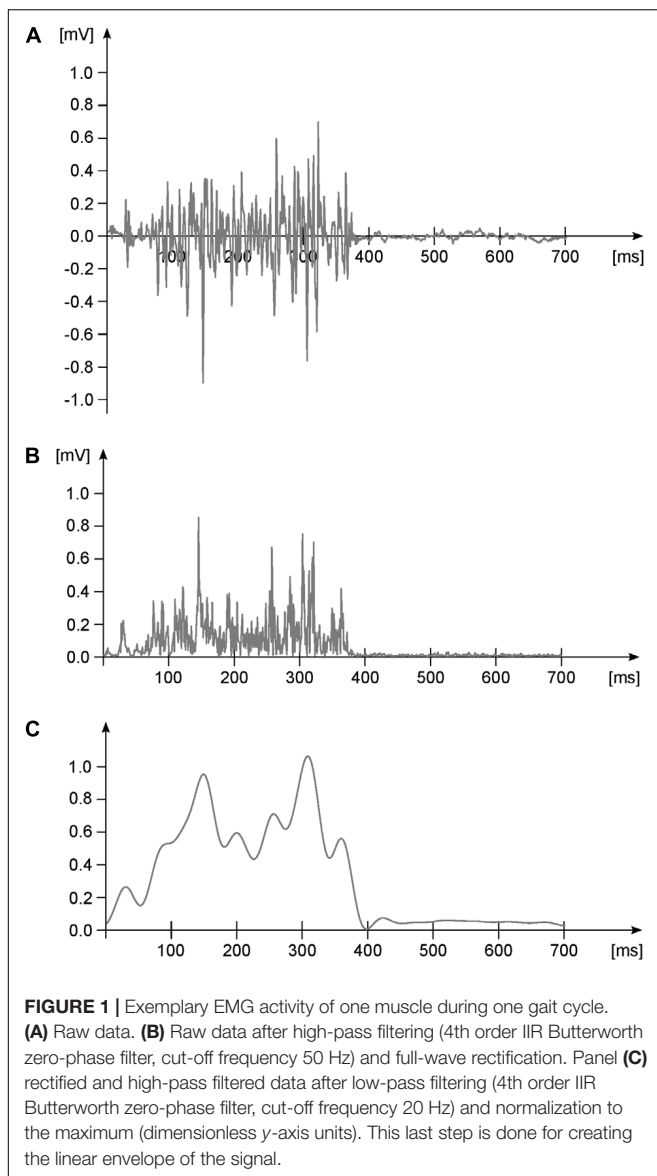 A [mV]
1.0
0.8
0.6
0.4
0.2
0.0
100 200 300 400 500 600 700
[ms]
-0.2
-0.4
-0.6
-0.8
-1.0
B [mV]
1.0
0.8
0.6
0.4
0.2
0.0
100 200 300 400 500 600 700
[ms]
C
1.0
0.8
0.6
0.4
0.2
0.0
100 200 300 400 500 600 700 [ms]
FIGURE 1 | Exemplary EMG activity of one muscle during one gait cycle.
(A) Raw data. (B) Raw data after high-pass filtering (4th order IIR Butterworth
zero-phase filter, cut-off frequency 50 Hz) and full-wave rectification. Panel (C)
rectified and high-pass filtered data after low-pass filtering (4th order IIR
Butterworth zero-phase filter, cut-off frequency 20 Hz) and normalization to
the maximum (dimensionless y-axis units). This last step is done for creating
the linear envelope of the signal.